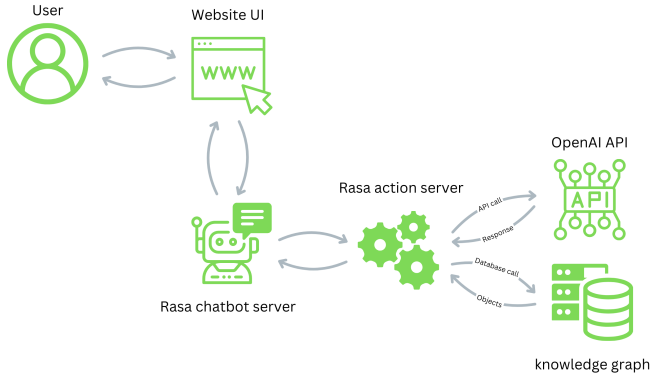 User
Website UI
WWW
OpenAI API
API
Rasa action server
API call
Response
Database call
Objects
Rasa chatbot server
knowledge graph